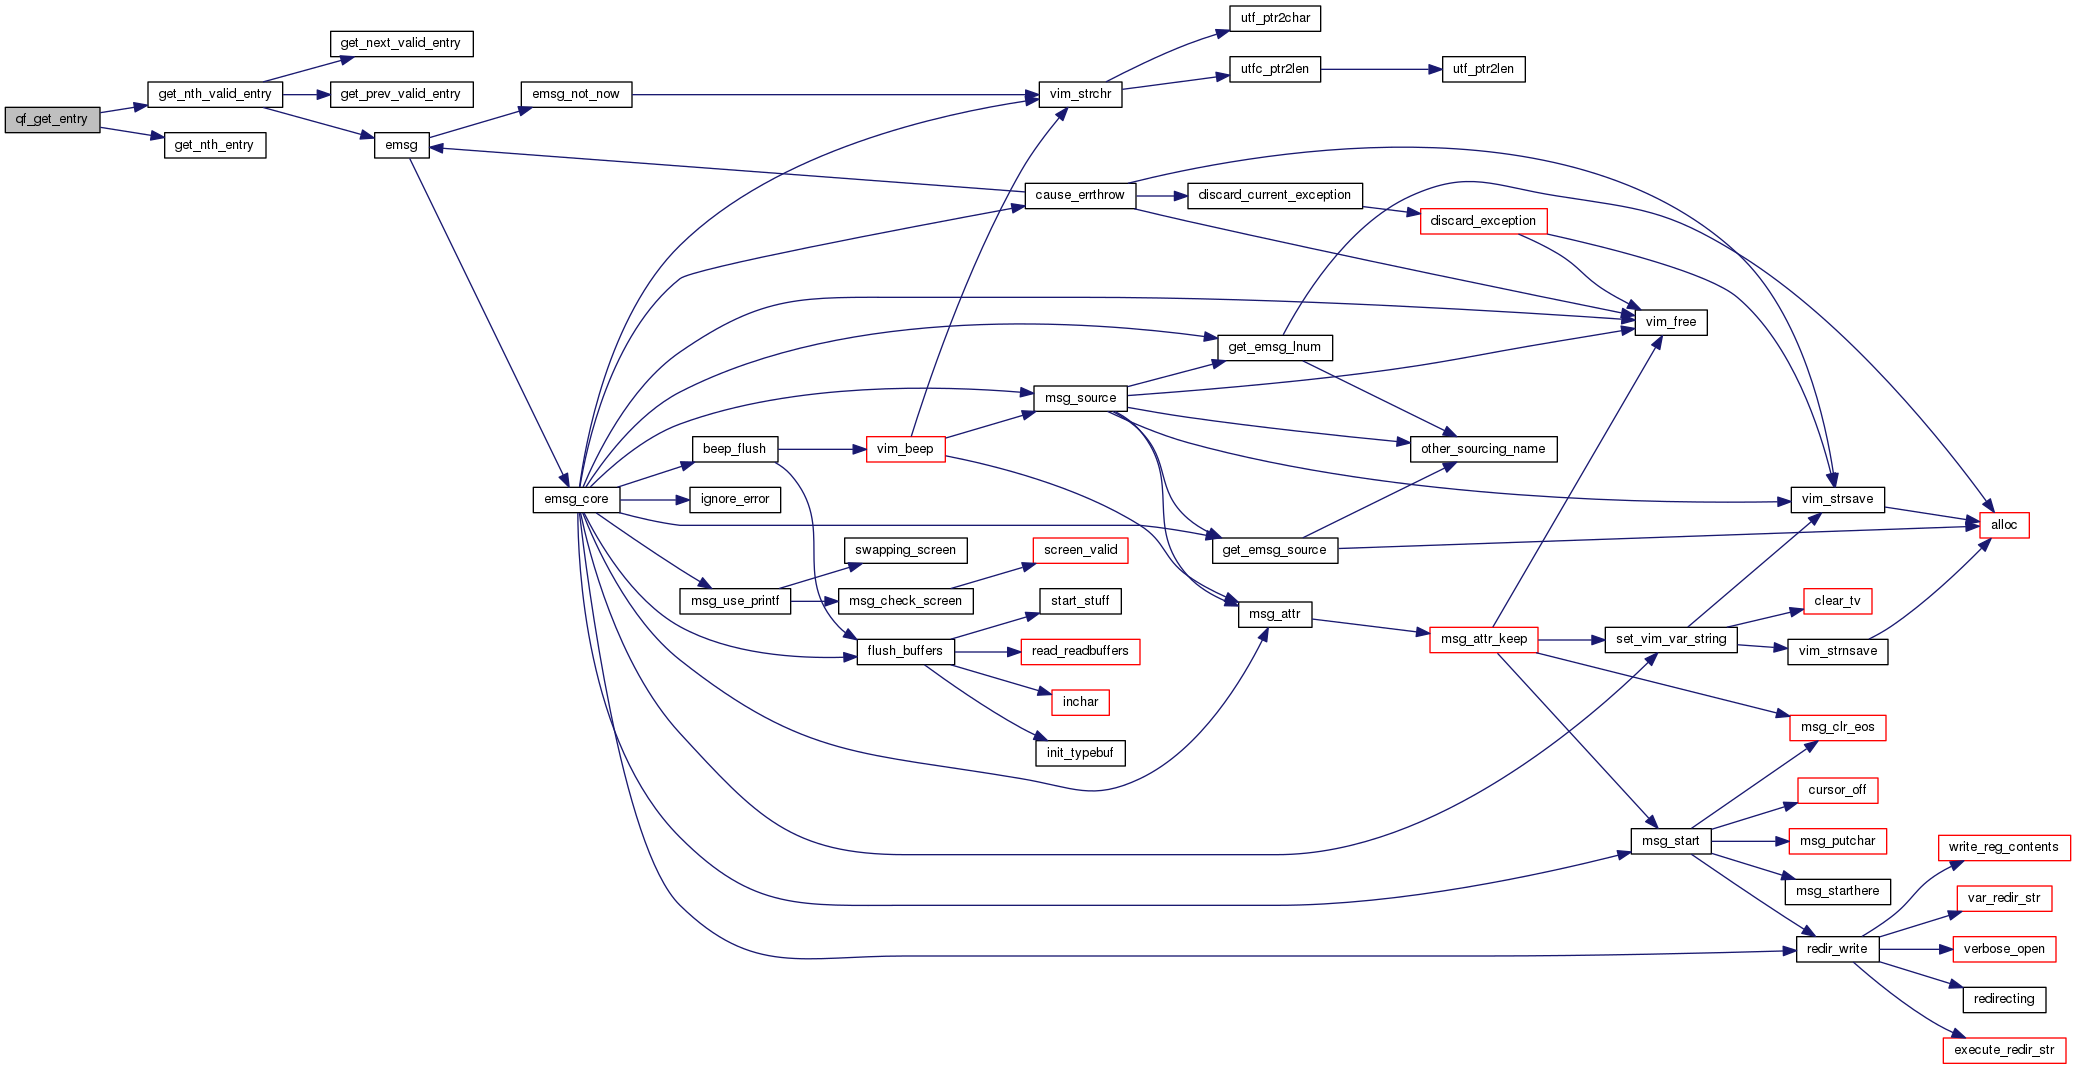 utf_ptr2char
get_next_valid_entry
utfc_ptr2len
utf_ptr2len
get_nth_valid_entry
get_prev_valid_entry
emsg_not_now
vim_strchr
qf_get_entry
get_nth_entry
emsg
cause_errthrow
discard_current_exception
discard_exception
vim_free
get_emsg_lnum
msg_source
beep_flush
vim_beep
other_sourcing_name
emsg_core
ignore_error
vim_strsave
alloc
swapping_screen
screen_valid
get_emsg_source
msg_use_printf
msg_check_screen
start_stuff
msg_attr
clear_tv
flush_buffers
read_readbuffers
msg_attr_keep
set_vim_var_string
vim_strnsave
inchar
init_typebuf
msg_clr_eos
cursor_off
msg_start
msg_putchar
write_reg_contents
msg_starthere
var_redir_str
redir_write
verbose_open
redirecting
execute_redir_str